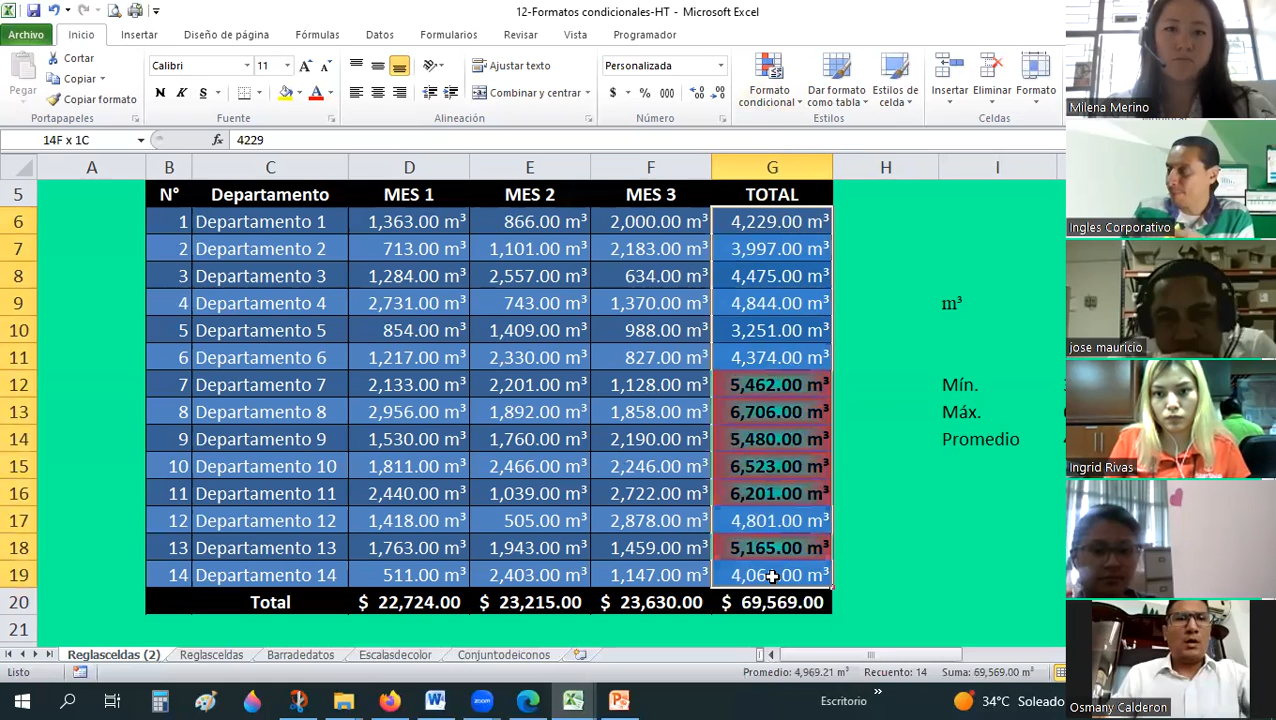 12-Formatos condicionales-HT - Microsoft Excel
Archivo Inicio Insertar Diseño de página Fórmulas Datos Formularios Revisar Vista Programador
Cortar
Copiar
Copiar formato
Pegar
Portapapeles
Calibri 11
N K S
Fuente
Ajustar texto
Combinar y centrar
Alineación
Personalizada
$ % 000
Número
Formato condicional
Dar formato como tabla
Estilos de celda
Estilos
Insertar Eliminar Formato
Celdas
14F x 1C fx 4229
A B C D E F G H I
5 N° Departamento MES 1 MES 2 MES 3 TOTAL
6 1 Departamento 1 1,363.00 m³ 866.00 m³ 2,000.00 m³ 4,229.00 m³
7 2 Departamento 2 713.00 m³ 1,101.00 m³ 2,183.00 m³ 3,997.00 m³
8 3 Departamento 3 1,284.00 m³ 2,557.00 m³ 634.00 m³ 4,475.00 m³
9 4 Departamento 4 2,731.00 m³ 743.00 m³ 1,370.00 m³ 4,844.00 m³ m³
10 5 Departamento 5 854.00 m³ 1,409.00 m³ 988.00 m³ 3,251.00 m³
11 6 Departamento 6 1,217.00 m³ 2,330.00 m³ 827.00 m³ 4,374.00 m³
12 7 Departamento 7 2,133.00 m³ 2,201.00 m³ 1,128.00 m³ 5,462.00 m³ Mín.
13 8 Departamento 8 2,956.00 m³ 1,892.00 m³ 1,858.00 m³ 6,706.00 m³ Máx.
14 9 Departamento 9 1,530.00 m³ 1,760.00 m³ 2,190.00 m³ 5,480.00 m³ Promedio
15 10 Departamento 10 1,811.00 m³ 2,466.00 m³ 2,246.00 m³ 6,523.00 m³
16 11 Departamento 11 2,440.00 m³ 1,039.00 m³ 2,722.00 m³ 6,201.00 m³
17 12 Departamento 12 1,418.00 m³ 505.00 m³ 2,878.00 m³ 4,801.00 m³
18 13 Departamento 13 1,763.00 m³ 1,943.00 m³ 1,459.00 m³ 5,165.00 m³
19 14 Departamento 14 511.00 m³ 2,403.00 m³ 1,147.00 m³
20 Total $ 22,724.00 $ 23,215.00 $ 23,630.00 $ 69,569.00
21
Reglasceldas (2) Reglasceldas Barradedatos Escalasdecolor Conjuntodeiconos
Listo Promedio: 4,969.21 m³ Recuento: 14 Suma: 69,569.00 m³
Escritorio » 34°C Soleado
Milena Merino
Ingles Corporativo
jose mauricio
Ingrid Rivas
Osmany Calderon